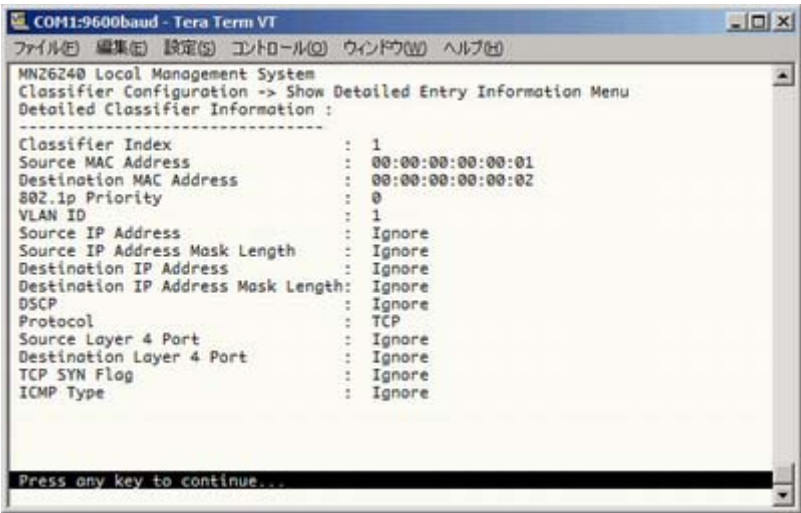 COM1:9600baud - Tera Term VT
ファイル(F) 編集(E) 設定(S) コントロール(O) ウィンドウ(W) ヘルプ(H)
MN26240 Local Management System
Classifier Configuration -> Show Detailed Entry Information Menu
Detailed Classifier Information :
---------------------------------
Classifier Index : 1
Source MAC Address : 00:00:00:00:00:01
Destination MAC Address : 00:00:00:00:00:02
802.1p Priority : 0
VLAN ID : 1
Source IP Address : Ignore
Source IP Address Mask Length : Ignore
Destination IP Address : Ignore
Destination IP Address Mask Length: Ignore
DSCP : Ignore
Protocol : TCP
Source Layer 4 Port : Ignore
Destination Layer 4 Port : Ignore
TCP SYN Flag : Ignore
ICMP Type : Ignore
Press any key to continue...